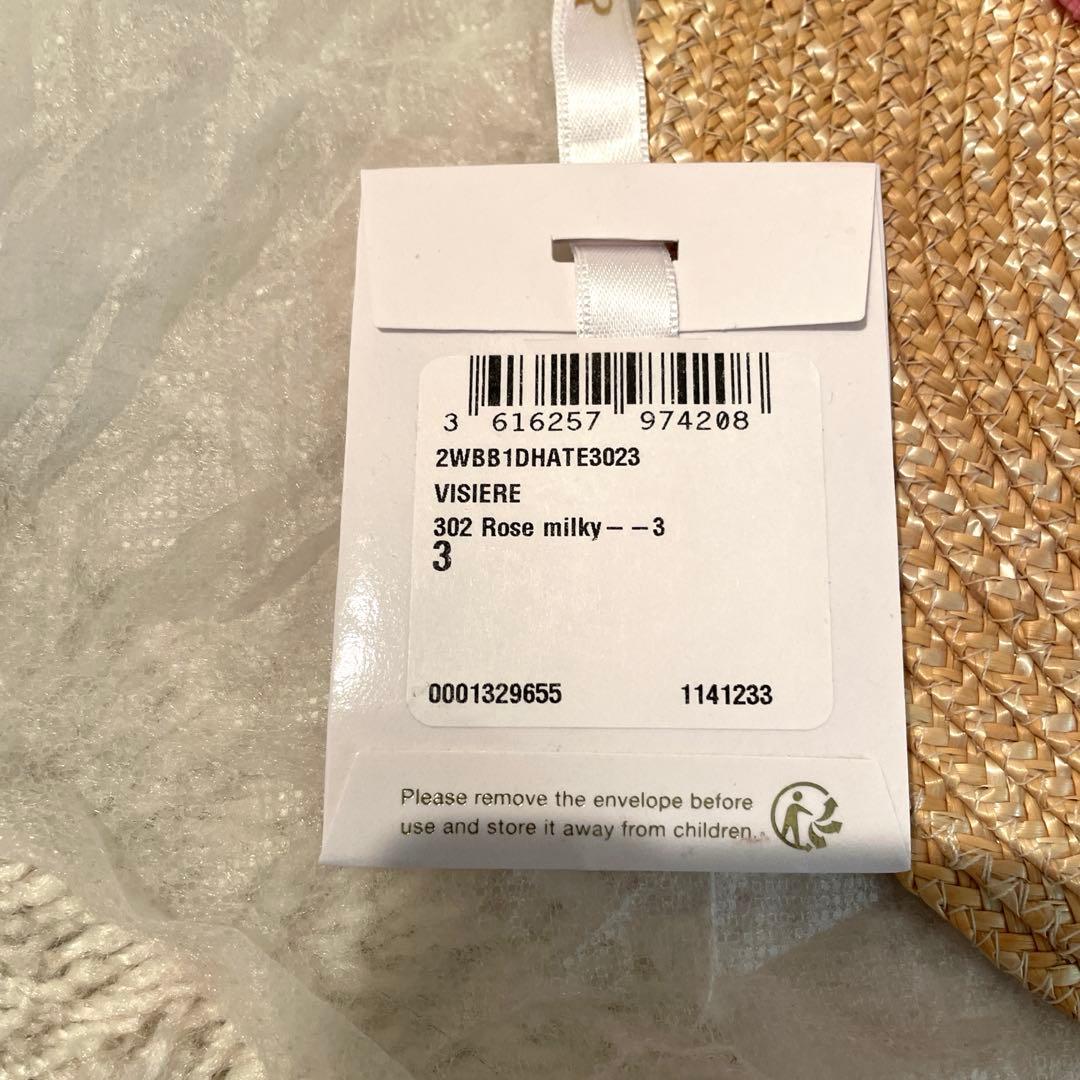 R
3 616257 974208
2WBB1DHATE3023
VISIERE
302 Rose milky – – 3
3
0001329655 1141233
Please remove the envelope before
use and store it away from children.